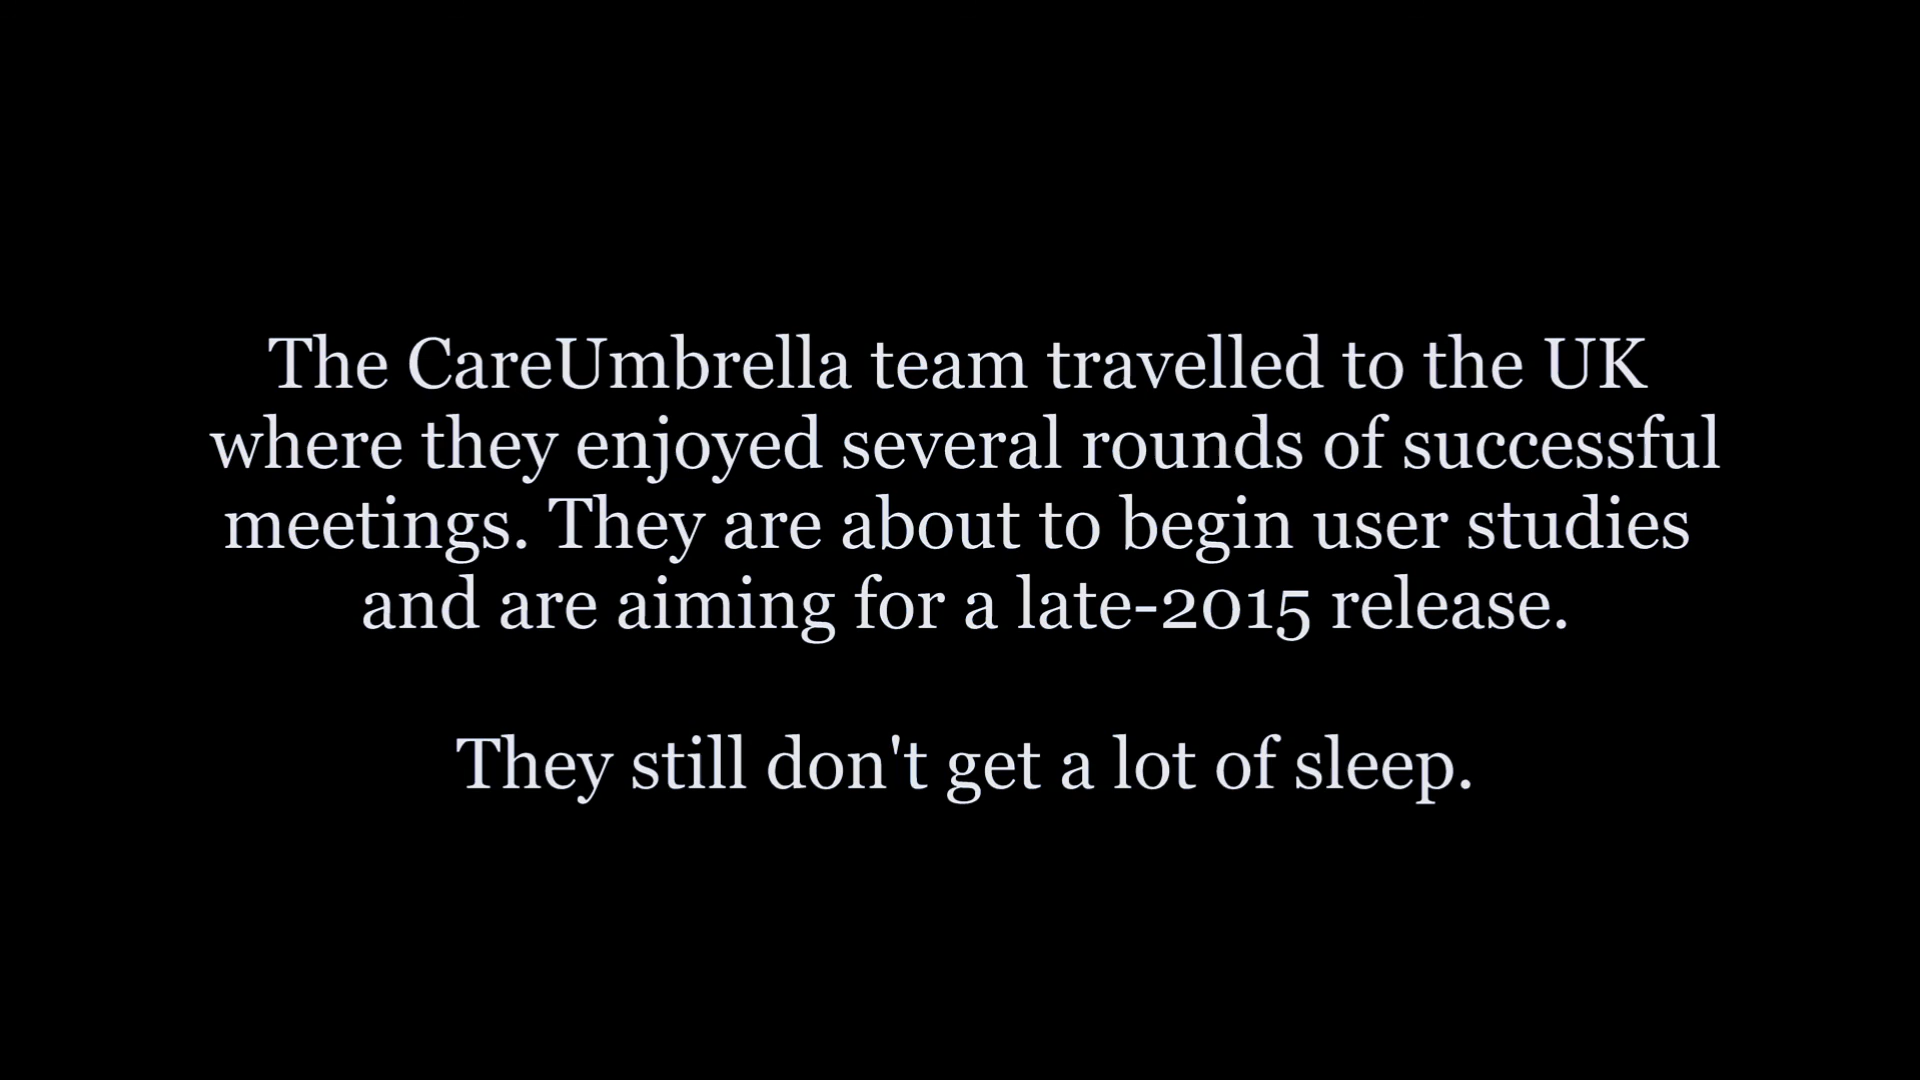 The CareUmbrella team travelled to the UK
where they enjoyed several rounds of successful
meetings. They are about to begin user studies
and are aiming for a late-2015 release.
They still don't get a lot of sleep.